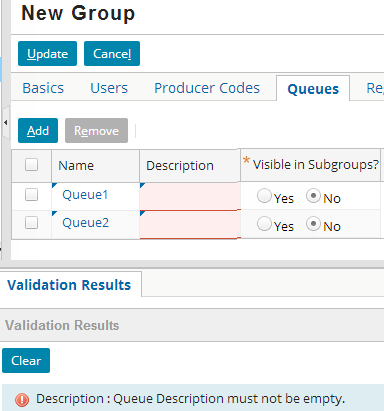 New Group
Update Cancel
Basics Users Producer Codes Queues Re
Add Remove
Name Description * Visible in Subgroups?
Queue1 Yes No
Queue2 Yes No
Validation Results
Validation Results
Clear
Description : Queue Description must not be empty.